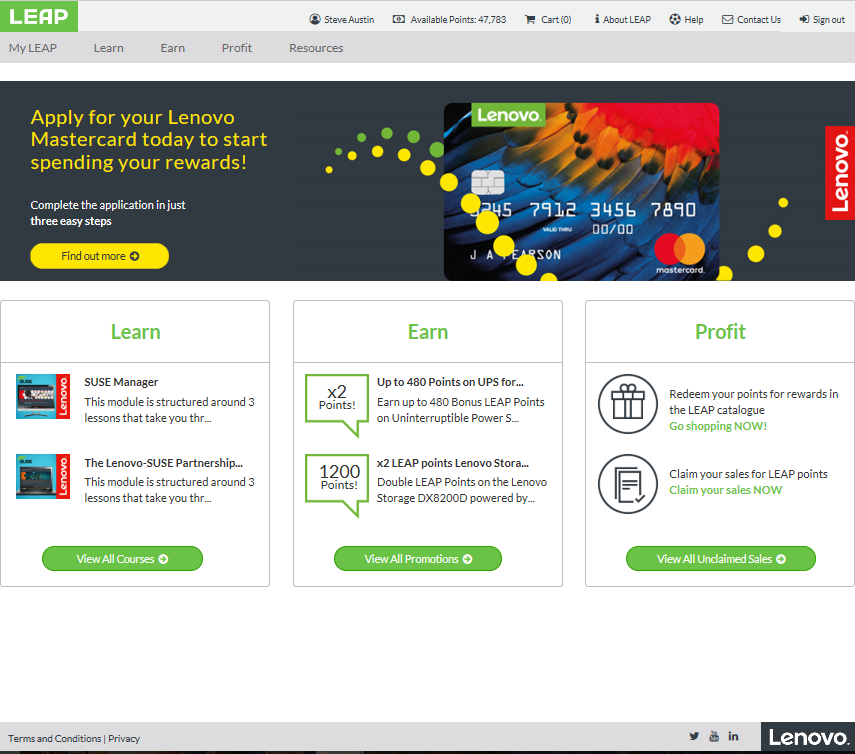 LEAP
Steve Austin
Available Points: 47,783
Cart (0)
About LEAP
Help
Contact Us
Sign out
My LEAP
Learn
Earn
Profit
Resources
Apply for your Lenovo
Mastercard today to start
spending your rewards!
Complete the application in just
three easy steps
Find out more
Lenovo
7912 3456 7890
VALID THRU
00/00
J A PEARSON
mastercard
Lenovo
Learn
SUSE Manager
This module is structured around 3
lessons that take you thr...
The Lenovo-SUSE Partnership...
This module is structured around 3
lessons that take you thr...
View All Courses
Earn
x2
Points!
Up to 480 Points on UPS for...
Earn up to 480 Bonus LEAP Points
on Uninterruptible Power S...
1200
Points!
x2 LEAP points Lenovo Stora...
Double LEAP Points on the Lenovo
Storage DX8200D powered by...
View All Promotions
Profit
Redeem your points for rewards in
the LEAP catalogue
Go shopping NOW!
Claim your sales for LEAP points
Claim your sales NOW
View All Unclaimed Sales
Terms and Conditions | Privacy
Lenovo